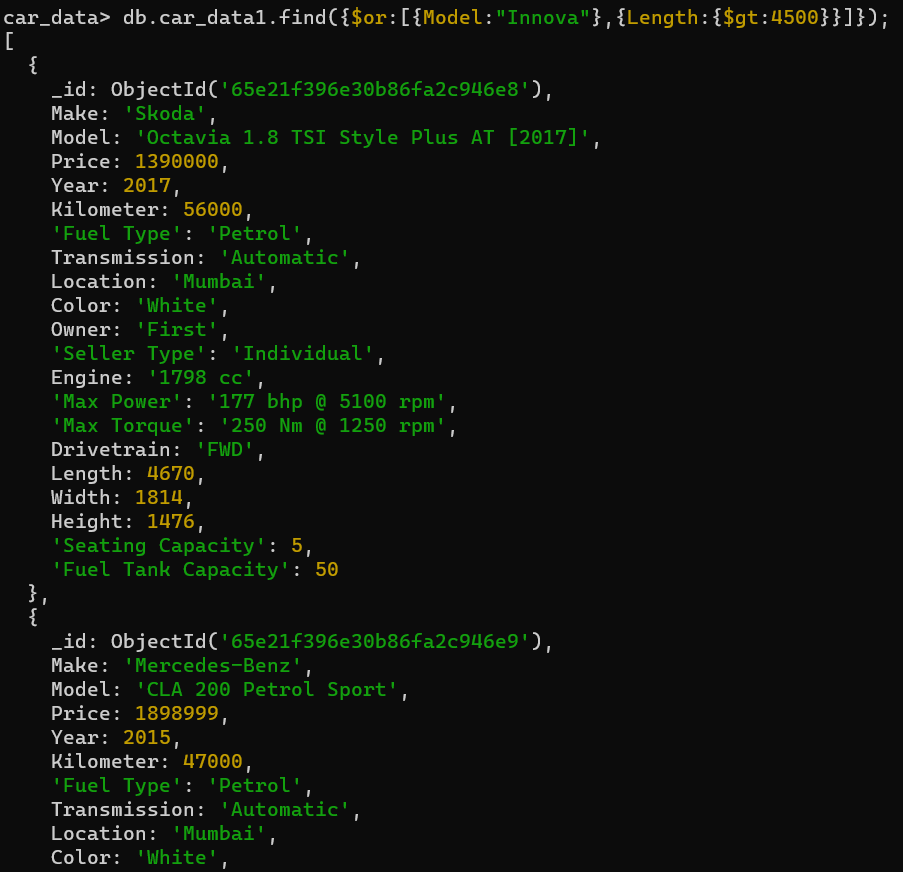 car_data> db.car_data1.find({$or:[{Model:"Innova"},{Length:{$gt:4500}}]});
[
  {
    _id: ObjectId('65e21f396e30b86fa2c946e8'),
    Make: 'Skoda',
    Model: 'Octavia 1.8 TSI Style Plus AT [2017]',
    Price: 1390000,
    Year: 2017,
    Kilometer: 56000,
    'Fuel Type': 'Petrol',
    Transmission: 'Automatic',
    Location: 'Mumbai',
    Color: 'White',
    Owner: 'First',
    'Seller Type': 'Individual',
    Engine: '1798 cc',
    'Max Power': '177 bhp @ 5100 rpm',
    'Max Torque': '250 Nm @ 1250 rpm',
    Drivetrain: 'FWD',
    Length: 4670,
    Width: 1814,
    Height: 1476,
    'Seating Capacity': 5,
    'Fuel Tank Capacity': 50
  },
  {
    _id: ObjectId('65e21f396e30b86fa2c946e9'),
    Make: 'Mercedes-Benz',
    Model: 'CLA 200 Petrol Sport',
    Price: 1898999,
    Year: 2015,
    Kilometer: 47000,
    'Fuel Type': 'Petrol',
    Transmission: 'Automatic',
    Location: 'Mumbai',
    Color: 'White',